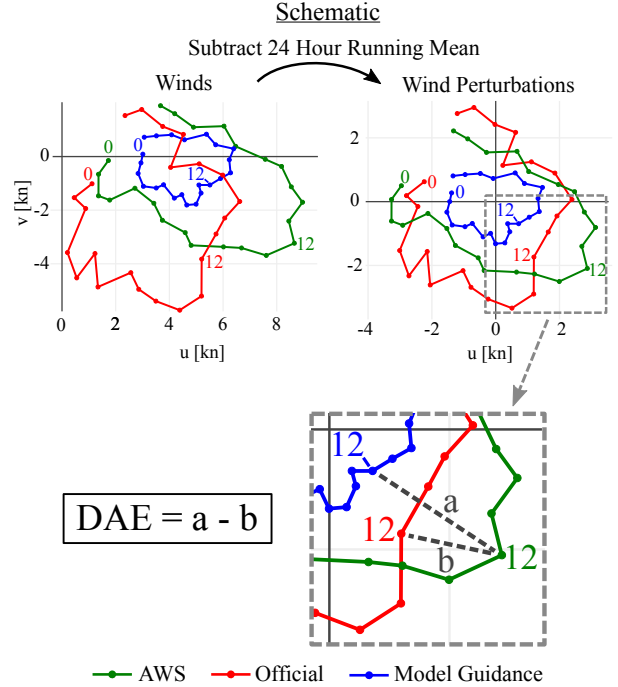 Schematic
Subtract 24 Hour Running Mean
Winds
Wind Perturbations
0
-2
-4
v [kn]
0
2
4
6
8
u [kn]
0
0
0
12
12
12
2
0
-2
-4
-2
0
2
u [kn]
0
0
0
12
12
12
12
12
12
a
b
DAE = a - b
AWS
Official
Model Guidance